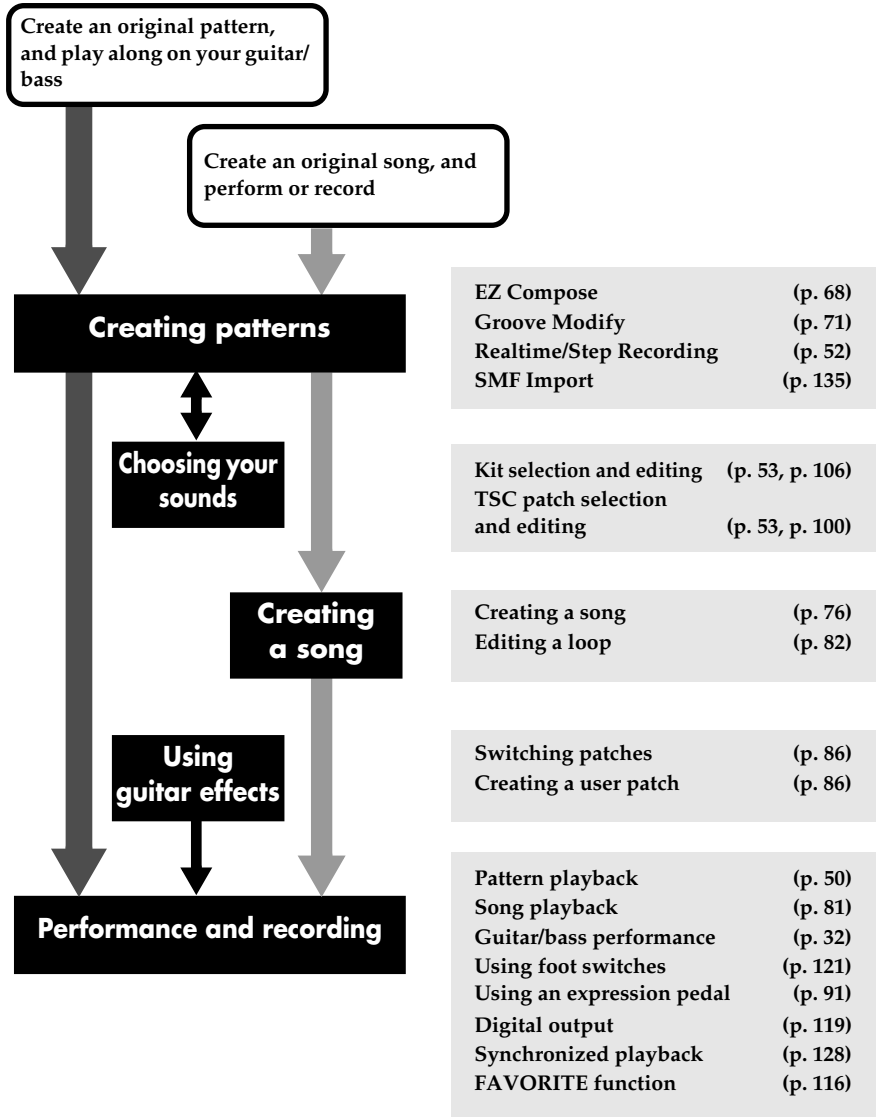 Create an original pattern,
and play along on your guitar/
bass
Create an original song, and
perform or record
Creating patterns
EZ Compose (p. 68)
Groove Modify (p. 71)
Realtime/Step Recording (p. 52)
SMF Import (p. 135)
Choosing your
sounds
Kit selection and editing (p. 53, p. 106)
TSC patch selection
and editing (p. 53, p. 100)
Creating
a song
Creating a song (p. 76)
Editing a loop (p. 82)
Using
guitar effects
Switching patches (p. 86)
Creating a user patch (p. 86)
Performance and recording
Pattern playback (p. 50)
Song playback (p. 81)
Guitar/bass performance (p. 32)
Using foot switches (p. 121)
Using an expression pedal (p. 91)
Digital output (p. 119)
Synchronized playback (p. 128)
FAVORITE function (p. 116)